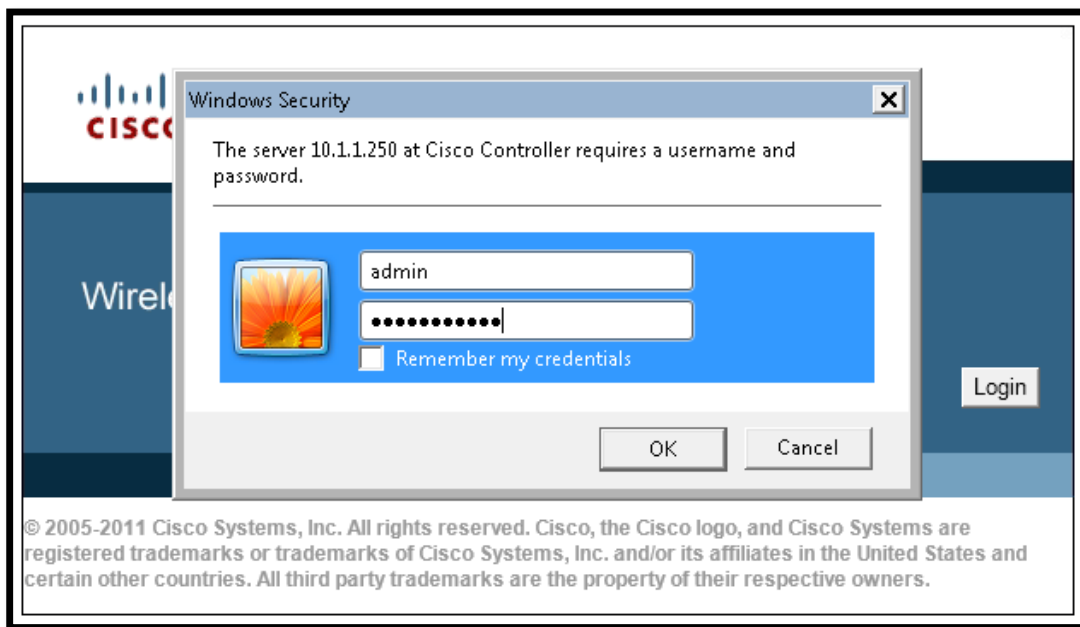 CISCO
Windows Security
The server 10.1.1.250 at Cisco Controller requires a username and
password.
admin
●●●●●●●●●●●
Remember my credentials
Wirele
Login
OK
Cancel
© 2005-2011 Cisco Systems, Inc. All rights reserved. Cisco, the Cisco logo, and Cisco Systems are
registered trademarks or trademarks of Cisco Systems, Inc. and/or its affiliates in the United States and
certain other countries. All third party trademarks are the property of their respective owners.